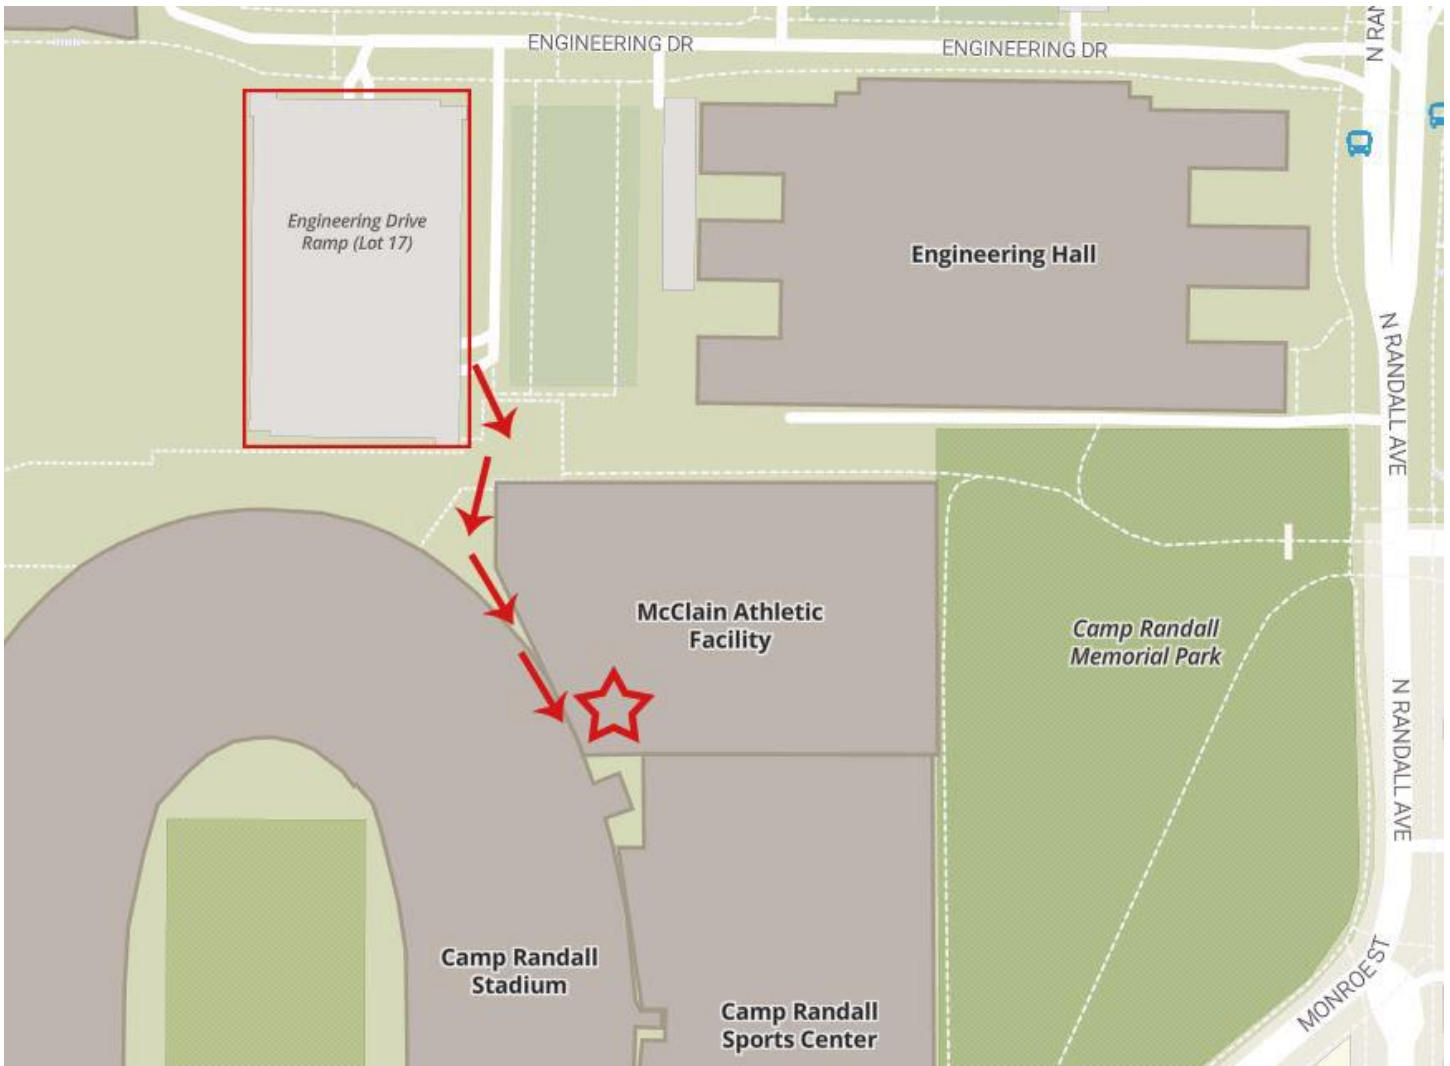 ENGINEERING DR
ENGINEERING DR
N RAN
Engineering Drive
Ramp (Lot 17)
Engineering Hall
N RANDALL AVE
McClain Athletic
Facility
Camp Randall
Memorial Park
N RANDALL AVE
Camp Randall
Stadium
Camp Randall
Sports Center
MONROE ST